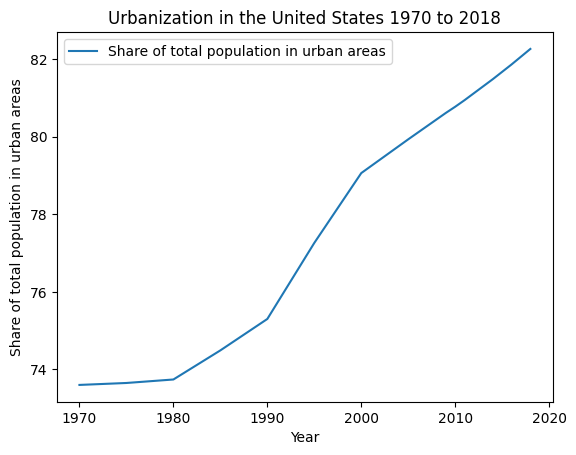 Urbanization in the United States 1970 to 2018
Share of total population in urban areas
Share of total population in urban areas
82
80
78
76
74
1970
1980
1990
2000
2010
2020
Year